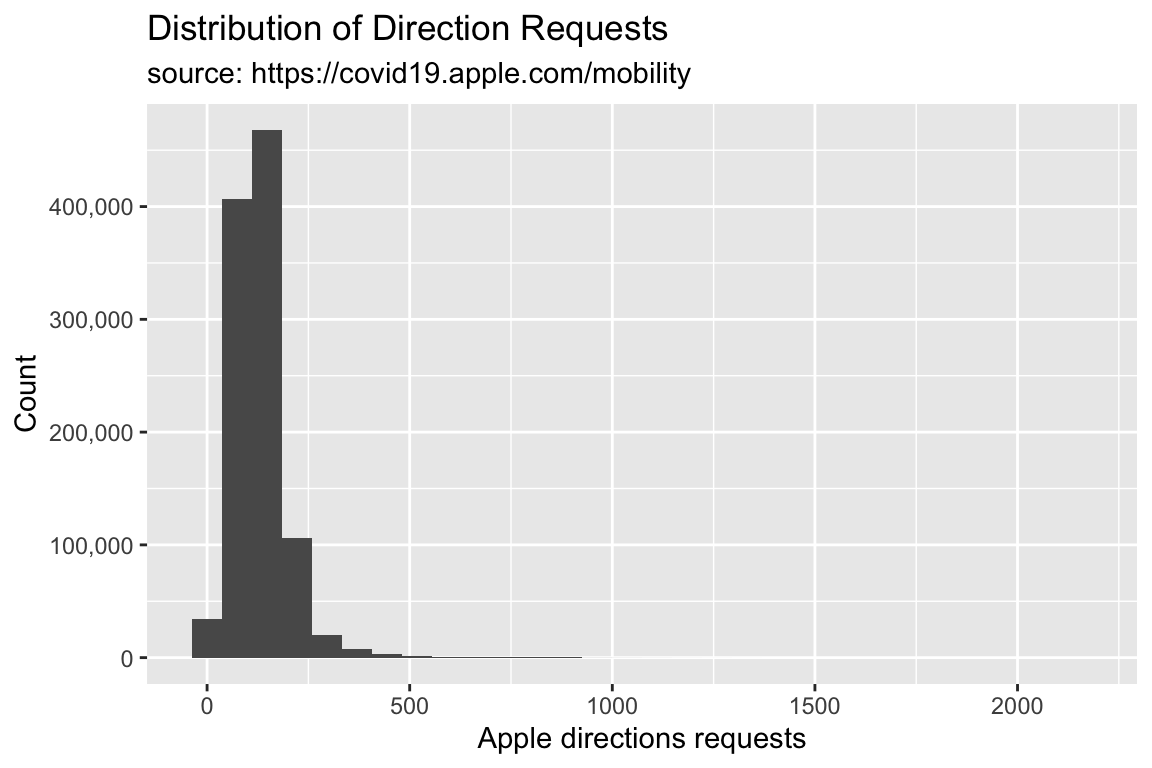 Distribution of Direction Requests
source: https://covid19.apple.com/mobility
400,000
300,000
200,000
100,000
0
Count
0 500 1000 1500 2000
Apple directions requests